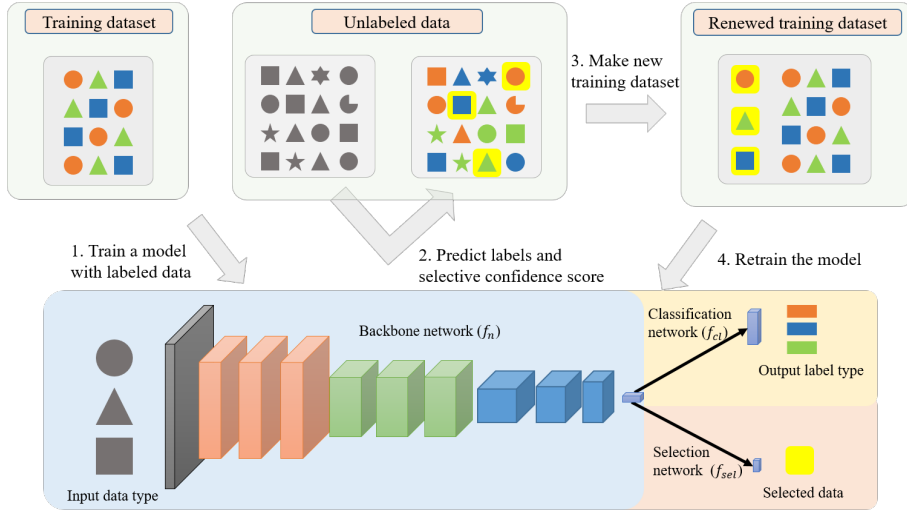 Training dataset
Unlabeled data
Renewed training dataset
3. Make new
training dataset
1. Train a model
with labeled data
2. Predict labels and
selective confidence score
4. Retrain the model
Backbone network (fn)
Classification
network (fcl)
Output label type
Input data type
Selection
network (fsel)
Selected data